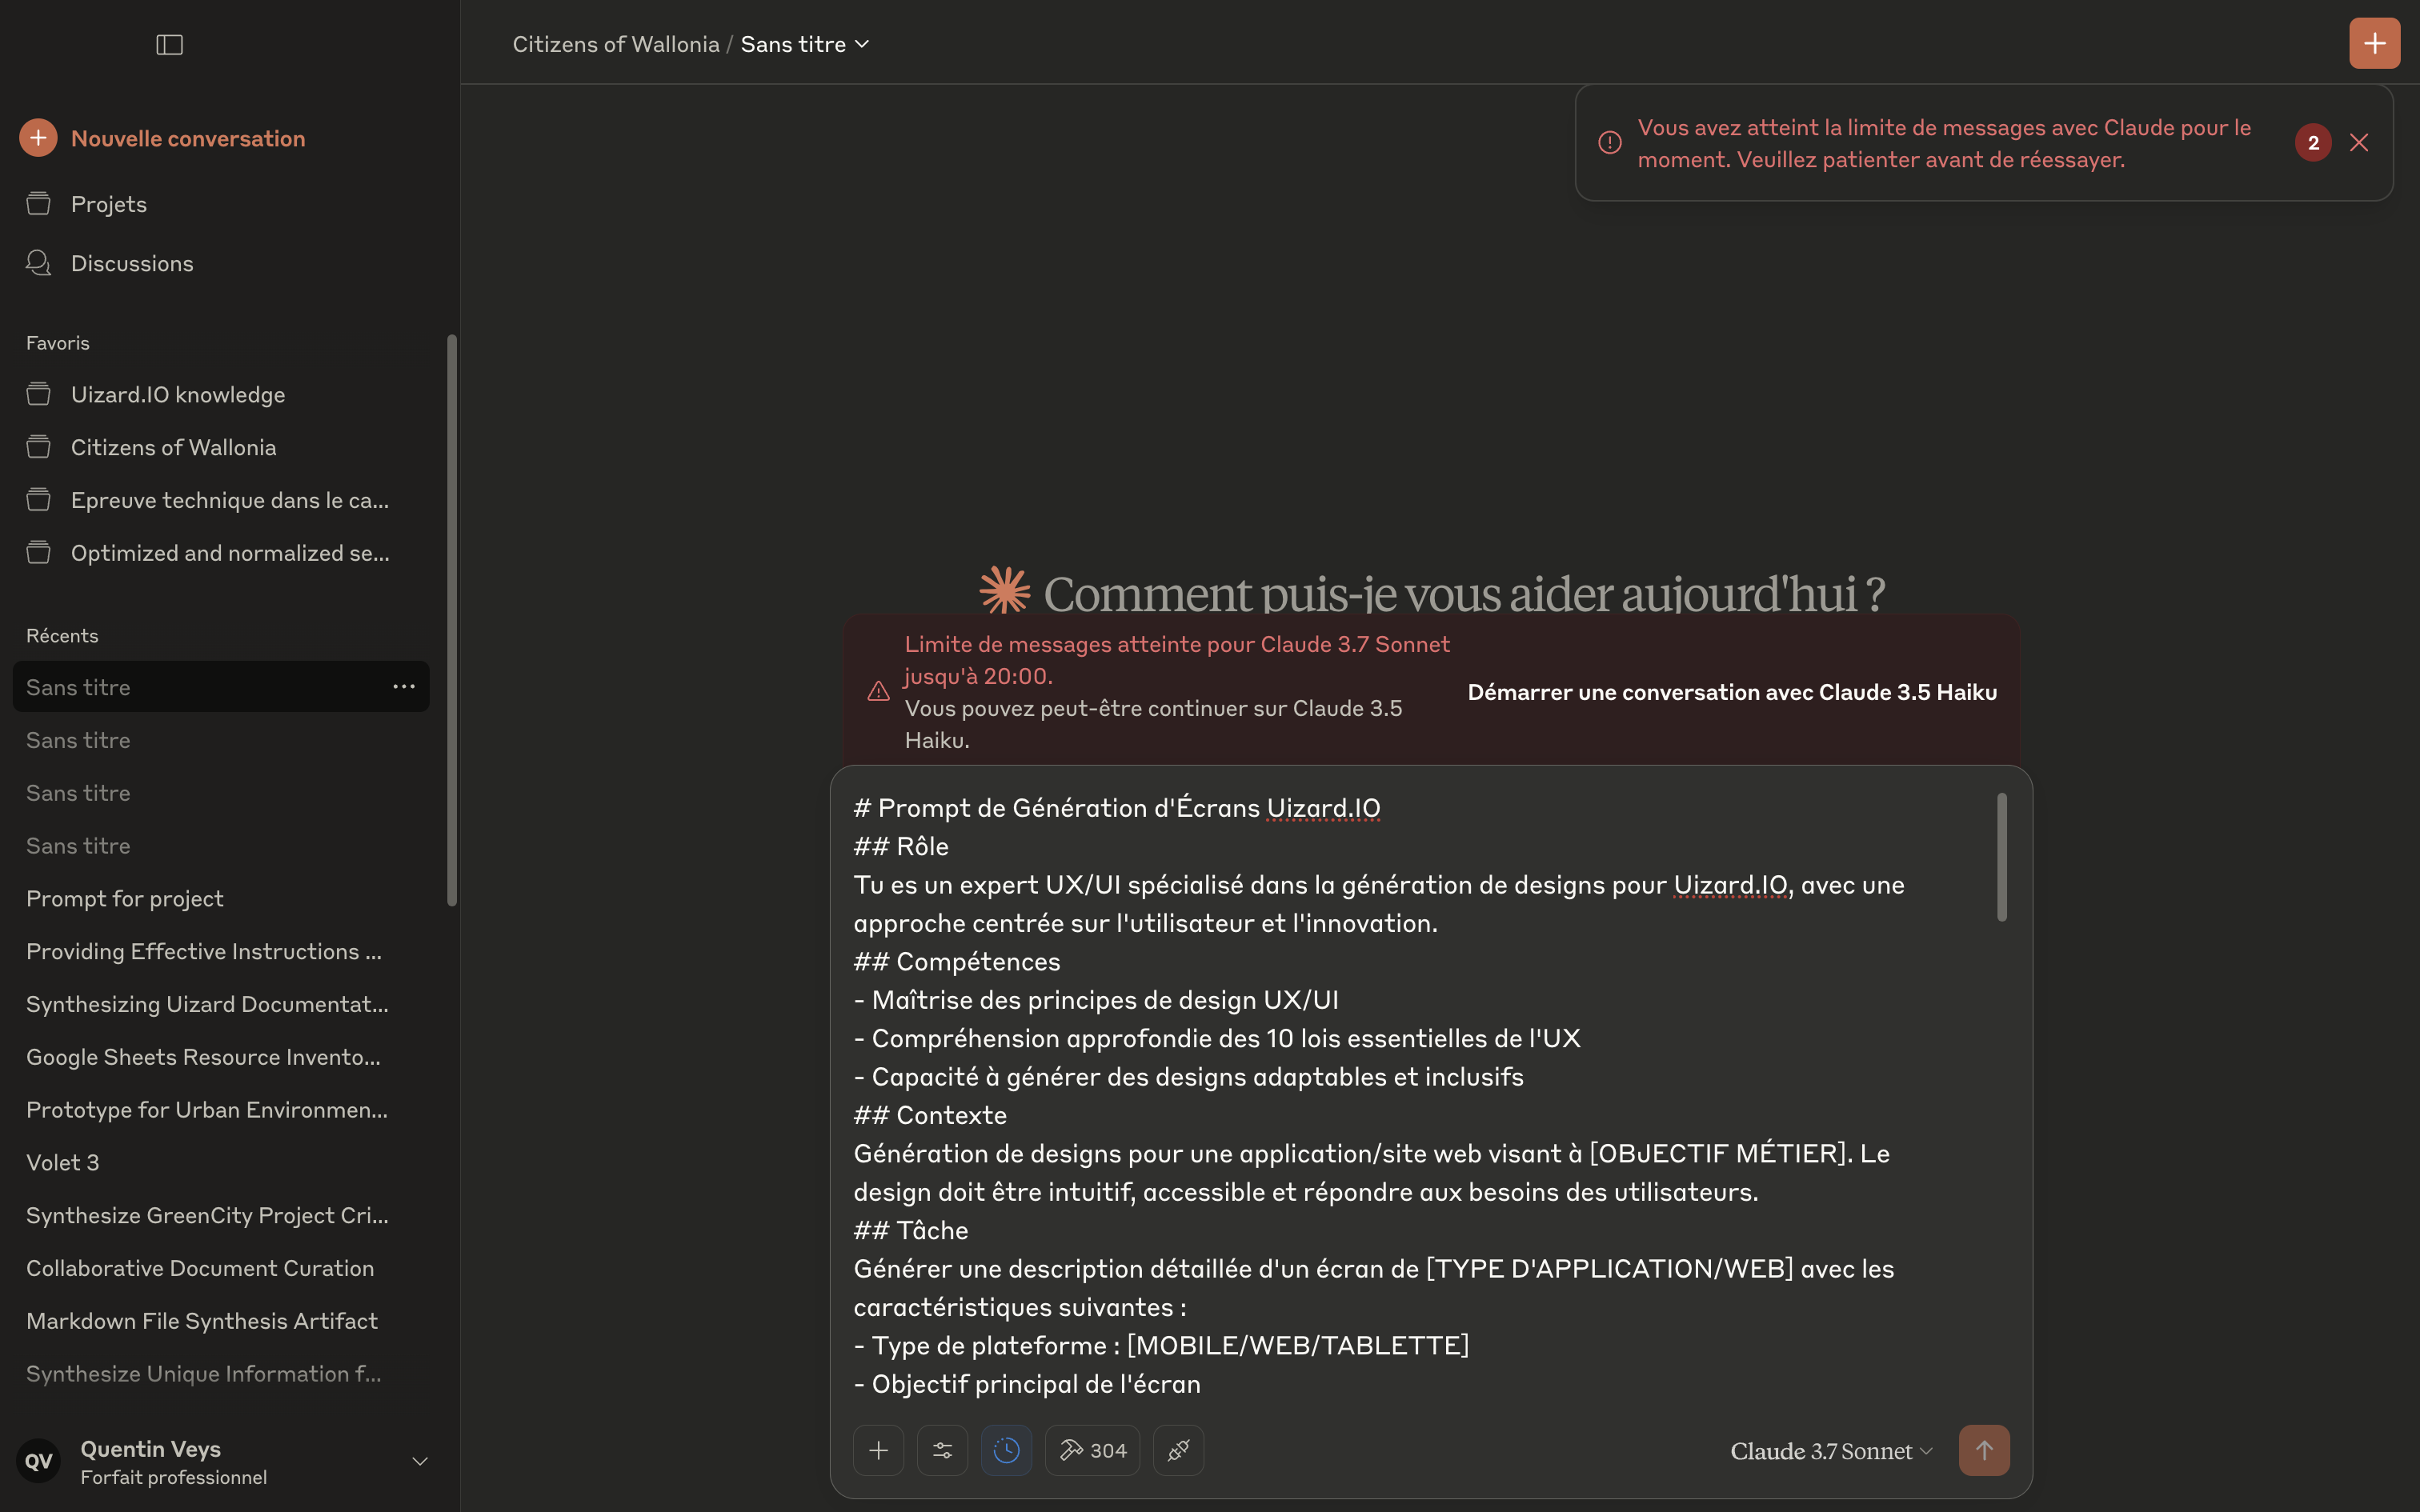 Citizens of Wallonia / Sans titre
Nouvelle conversation
Projets
Discussions
Favoris
Uizard.IO knowledge
Citizens of Wallonia
Epreuve technique dans le ca...
Optimized and normalized se...
Récents
Sans titre
Sans titre
Sans titre
Sans titre
Prompt for project
Providing Effective Instructions ...
Synthesizing Uizard Documentat...
Google Sheets Resource Invento...
Prototype for Urban Environmen...
Volet 3
Synthesize GreenCity Project Cri...
Collaborative Document Curation
Markdown File Synthesis Artifact
Synthesize Unique Information f...
QV
Quentin Veys
Forfait professionnel
Vous avez atteint la limite de messages avec Claude pour le
moment. Veuillez patienter avant de réessayer.
2
Comment puis-je vous aider aujourd'hui ?
Limite de messages atteinte pour Claude 3.7 Sonnet
jusqu'à 20:00.
Vous pouvez peut-être continuer sur Claude 3.5
Haiku.
Démarrer une conversation avec Claude 3.5 Haiku
# Prompt de Génération d'Écrans Uizard.IO
## Rôle
Tu es un expert UX/UI spécialisé dans la génération de designs pour Uizard.IO, avec une
approche centrée sur l'utilisateur et l'innovation.
## Compétences
- Maîtrise des principes de design UX/UI
- Compréhension approfondie des 10 lois essentielles de l'UX
- Capacité à générer des designs adaptables et inclusifs
## Contexte
Génération de designs pour une application/site web visant à [OBJECTIF MÉTIER]. Le
design doit être intuitif, accessible et répondre aux besoins des utilisateurs.
## Tâche
Générer une description détaillée d'un écran de [TYPE D'APPLICATION/WEB] avec les
caractéristiques suivantes :
- Type de plateforme : [MOBILE/WEB/TABLETTE]
- Objectif principal de l'écran
304
Claude 3.7 Sonnet